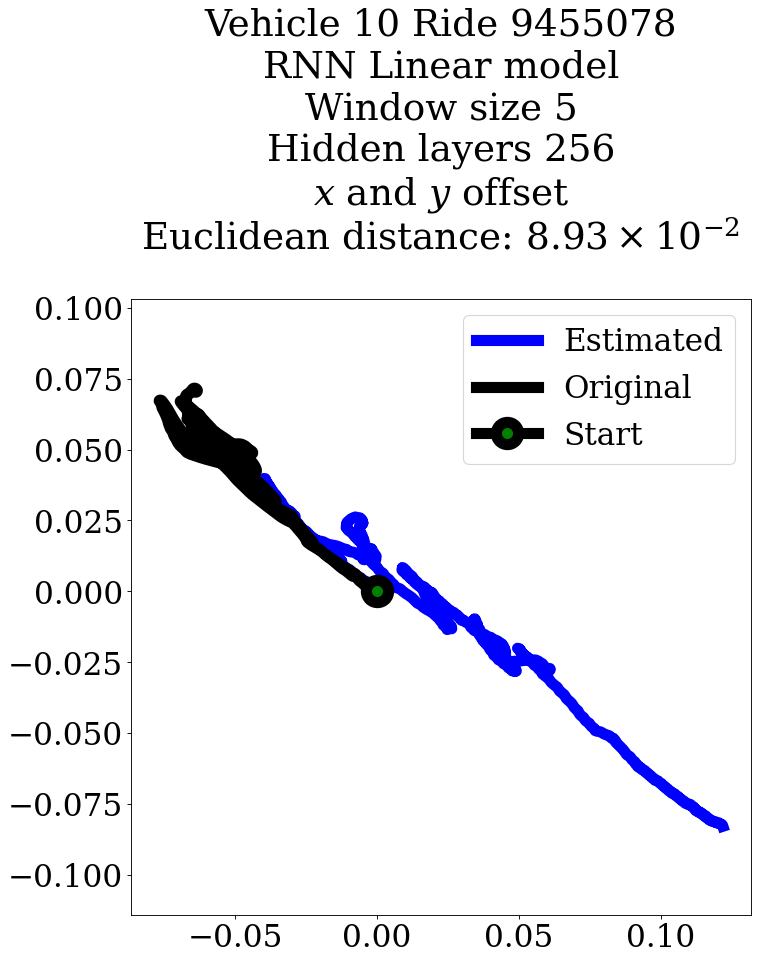 Vehicle 10 Ride 9455078
RNN Linear model
Window size 5
Hidden layers 256
x and y offset
Euclidean distance: 8.93 × 10⁻²
0.100
0.075
0.050
0.025
0.000
−0.025
−0.050
−0.075
−0.100
Estimated
Original
Start
−0.05
0.00
0.05
0.10